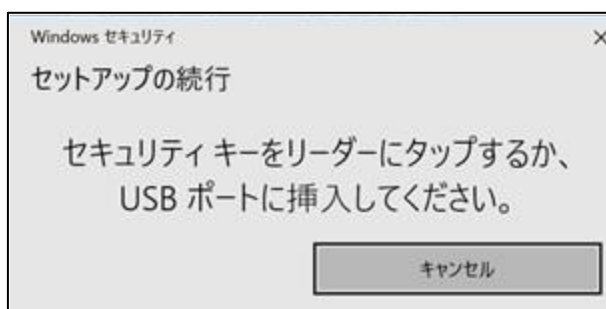 Windows セキュリティ
セットアップの続行
セキュリティ キーをリーダーにタップするか、
USB ポートに挿入してください。
キャンセル